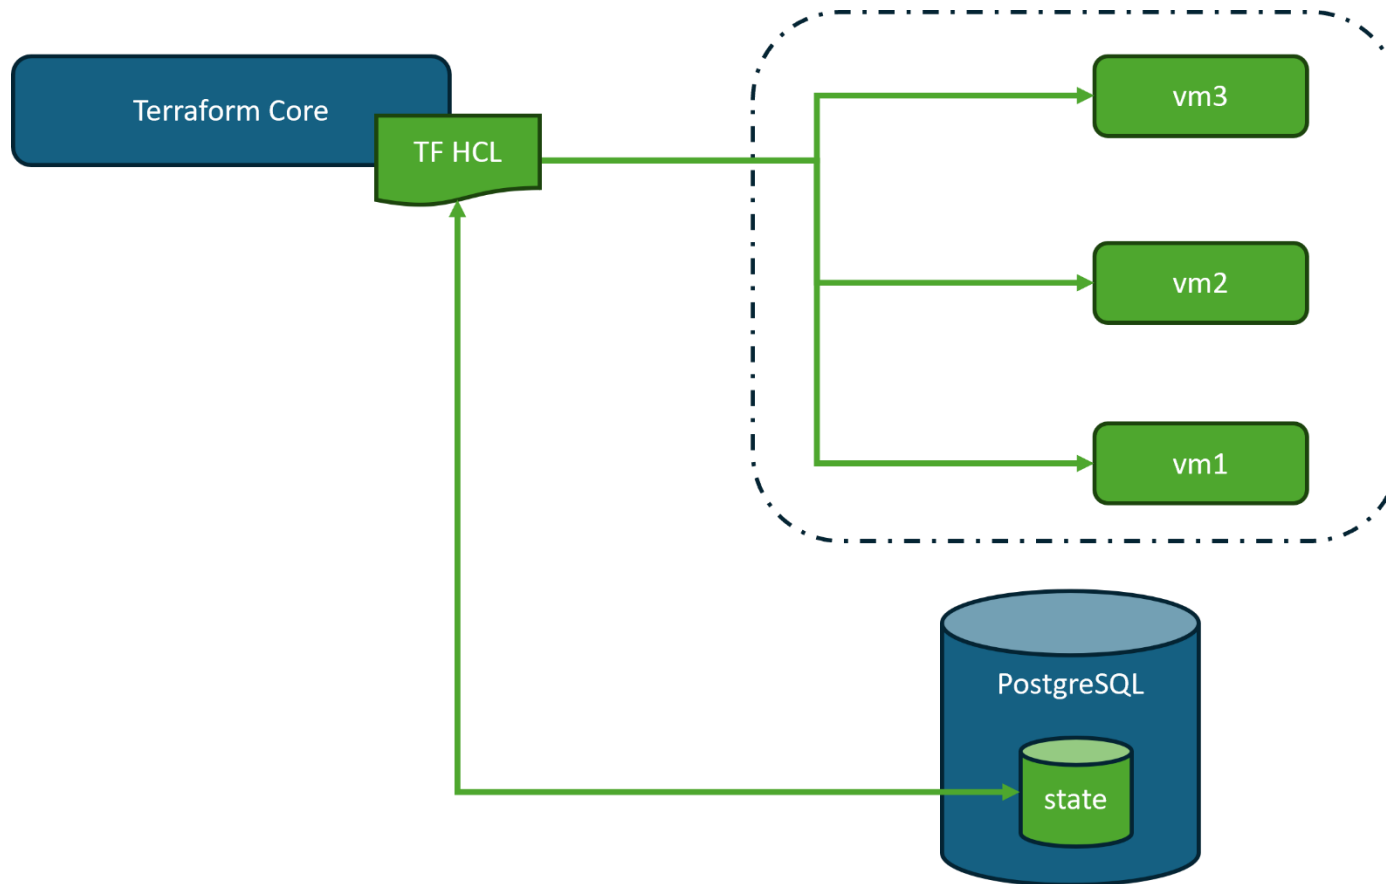 Terraform Core
TF HCL
vm3
vm2
vm1
PostgreSQL
state